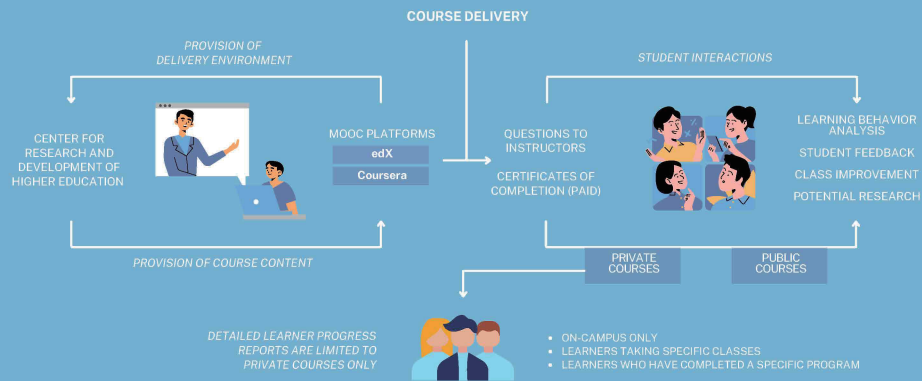 COURSE DELIVERY
PROVISION OF
DELIVERY ENVIRONMENT
STUDENT INTERACTIONS
CENTER FOR
RESEARCH AND
DEVELOPMENT OF
HIGHER EDUCATION
MOOC PLATFORMS
edX
Coursera
QUESTIONS TO
INSTRUCTORS
CERTIFICATES OF
COMPLETION (PAID)
LEARNING BEHAVIOR
ANALYSIS
STUDENT FEEDBACK
CLASS IMPROVEMENT
POTENTIAL RESEARCH
PROVISION OF COURSE CONTENT
PRIVATE
COURSES
PUBLIC
COURSES
DETAILED LEARNER PROGRESS
REPORTS ARE LIMITED TO
PRIVATE COURSES ONLY
• ON-CAMPUS ONLY
• LEARNERS TAKING SPECIFIC CLASSES
• LEARNERS WHO HAVE COMPLETED A SPECIFIC PROGRAM